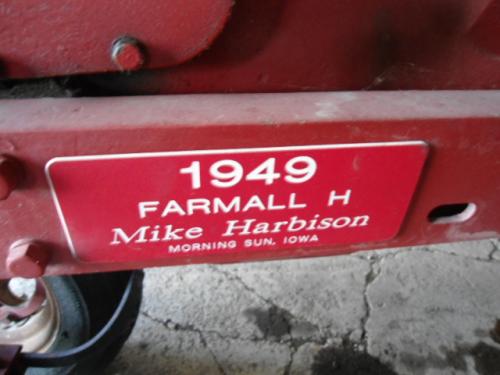 1949
FARMALL H
Mike Harbison
MORNING SUN, IOWA